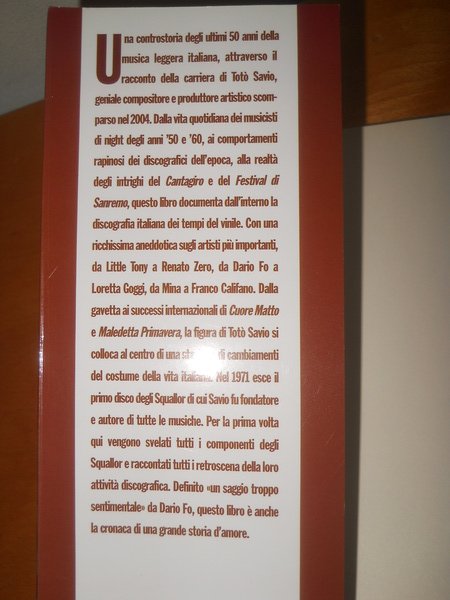 Una controstoria degli ultimi 50 anni della
musica leggera italiana, attraverso il
racconto della carriera di Totò Savio,
geniale compositore e produttore artistico scom-
parso nel 2004. Dalla vita quotidiana dei musicisti
di night degli anni '50 e '60, ai comportamenti
rapinosi dei discografici dell'epoca, alla realtà
degli intrighi del Cantagiro e del Festival di
Sanremo, questo libro documenta dall'interno la
discografia italiana dei tempi del vinile. Con una
ricchissima aneddotica sugli artisti più importanti,
da Little Tony a Renato Zero, da Dario Fo a
Loretta Goggi, da Mina a Franco Califano. Dalla
gavetta ai successi internazionali di Cuore Matto
e Maledetta Primavera, la figura di Totò Savio si
colloca al centro di una di cambiamenti
del costume della vita italiana. Nel 1971 esce il
primo disco degli Squallor di cui Savio fu fondatore
e autore di tutte le musiche. Per la prima volta
qui vengono svelati tutti i componenti degli
Squallor e raccontati tutti i retroscena della loro
attività discografica. Definito «un saggio troppo
sentimentale» da Dario Fo, questo libro è anche
la cronaca di una grande storia d'amore.